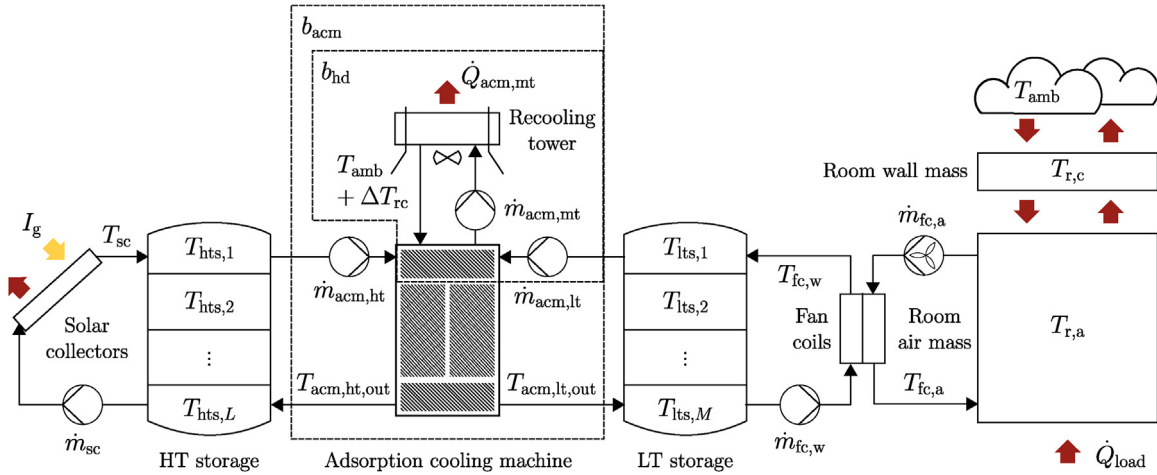 b_acm
b_hd
Q̇_acm,mt
Recooling
tower
T_amb
+ ΔT_rc
ṁ_acm,mt
T_amb
Room wall mass
T_r,c
I_g
T_sc
T_hts,1
T_hts,2
⋮
T_hts,L
Solar
collectors
ṁ_sc
HT storage
ṁ_acm,ht
ṁ_acm,lt
T_acm,ht,out
T_acm,lt,out
Adsorption cooling machine
T_lts,1
T_lts,2
⋮
T_lts,M
LT storage
T_fc,w
ṁ_fc,a
Fan
coils
Room
air mass
T_fc,a
ṁ_fc,w
T_r,a
Q̇_load